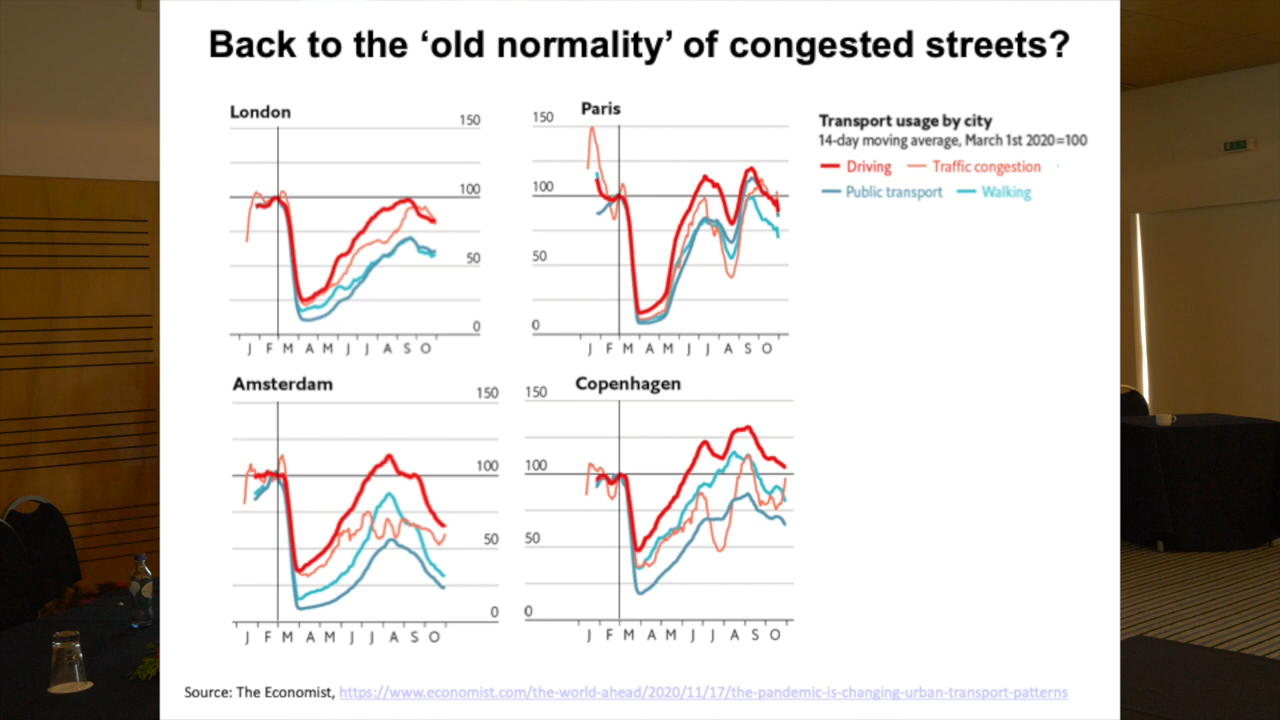 Back to the ‘old normality’ of congested streets?
London
150
100
50
0
J F M A M J J A S O
Paris
150
100
50
0
J F M A M J J A S O
Transport usage by city
14-day moving average, March 1st 2020=100
Driving Traffic congestion
Public transport Walking
Amsterdam
150
100
50
0
J F M A M J J A S O
Copenhagen
150
100
50
0
J F M A M J J A S O
Source: The Economist, https://www.economist.com/the-world-ahead/2020/11/17/the-pandemic-is-changing-urban-transport-patterns